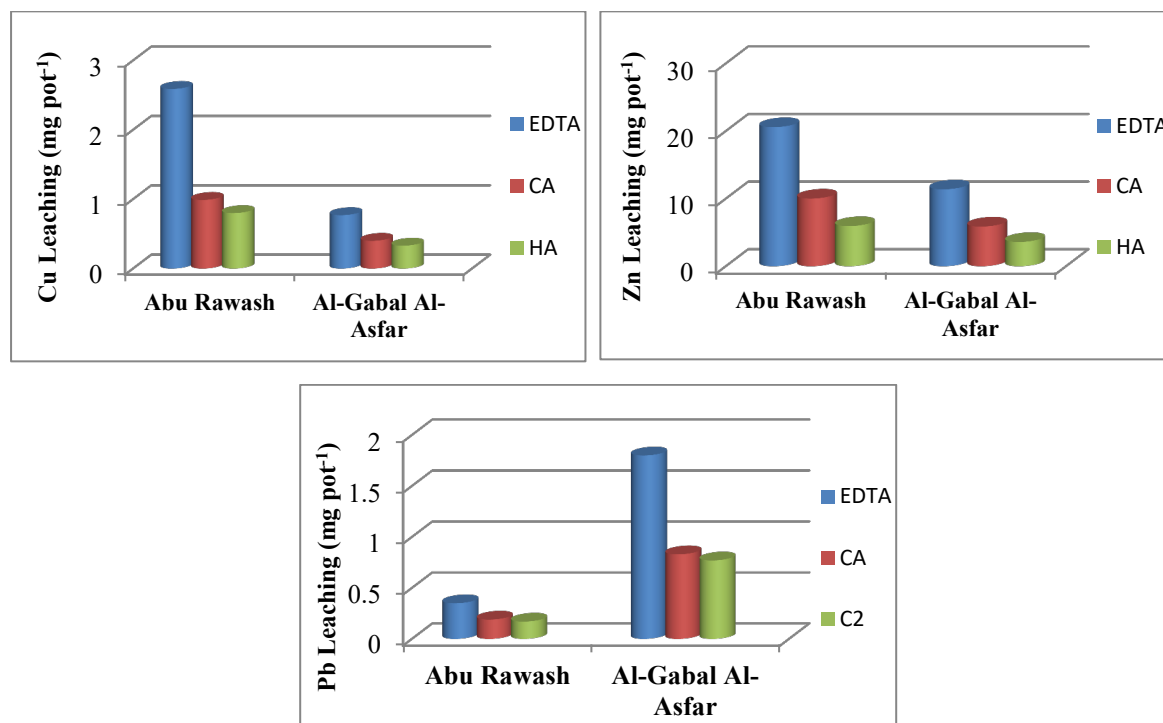 Cu Leaching (mg pot⁻¹)
3
2
1
0
Abu Rawash
Al-Gabal Al-
Asfar
EDTA
CA
HA
Zn Leaching (mg pot⁻¹)
30
20
10
0
Abu Rawash
Al-Gabal Al-
Asfar
EDTA
CA
HA
Pb Leaching (mg pot⁻¹)
2
1.5
1
0.5
0
Abu Rawash
Al-Gabal Al-
Asfar
EDTA
CA
C2